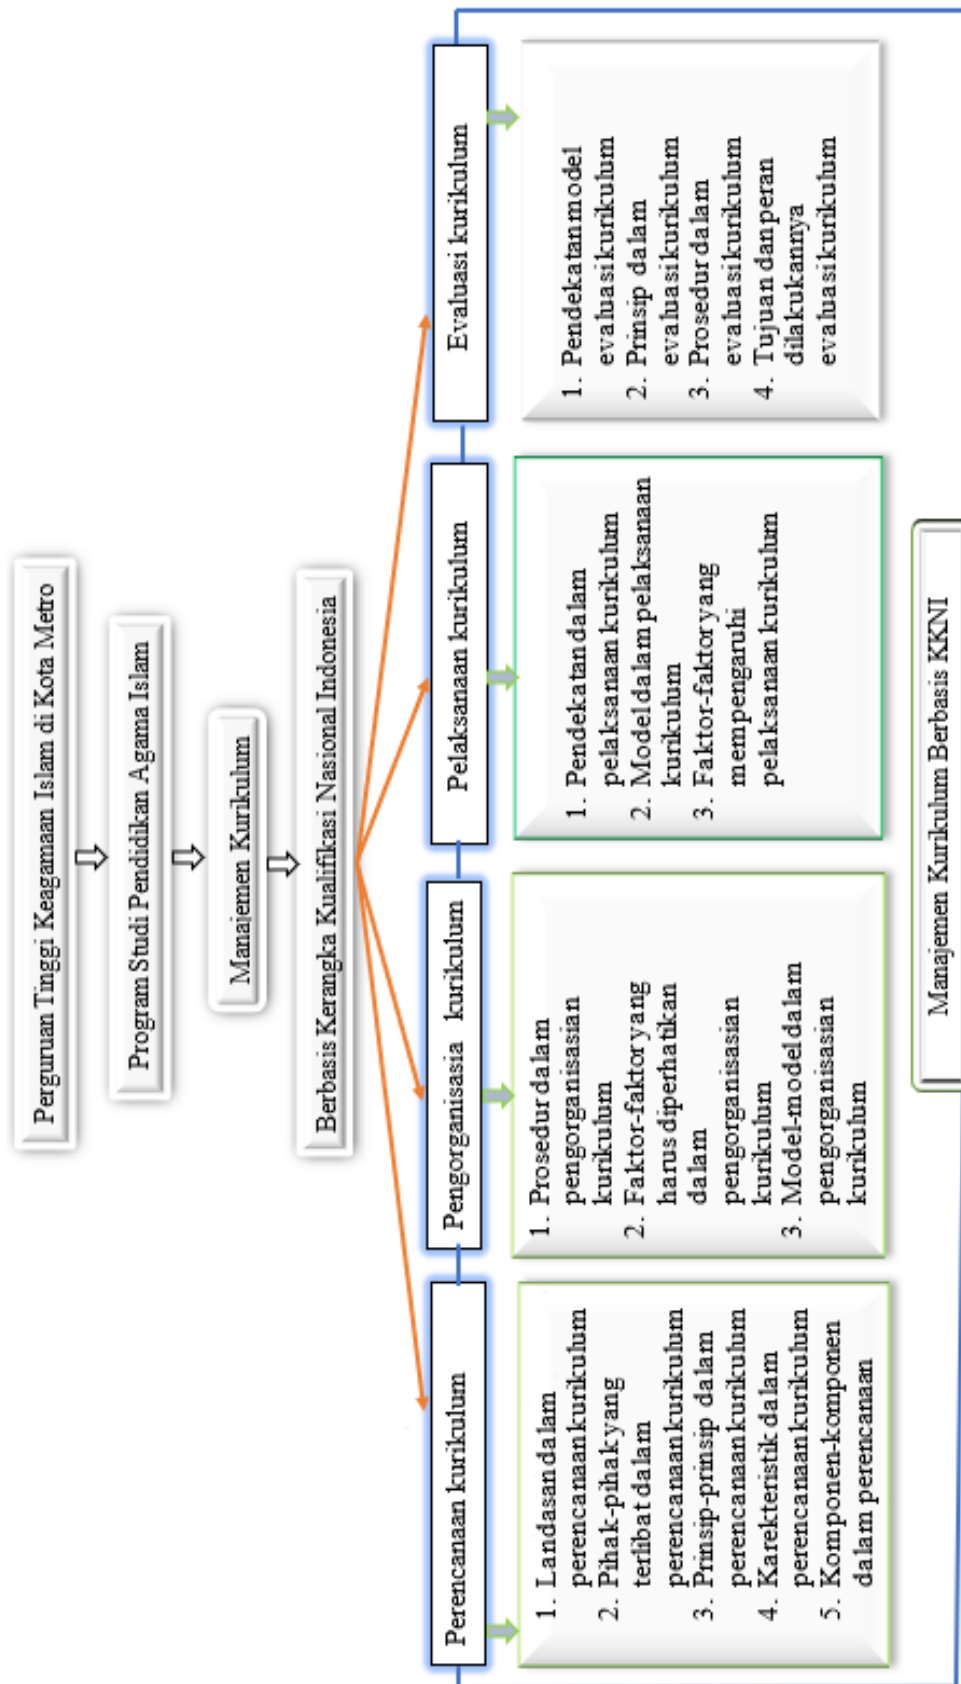 Perguruan Tinggi Keagamaan Islam di Kota Metro
Program Studi Pendidikan Agama Islam
Manajemen Kurikulum
Berbasis Kerangka Kualifikasi Nasional Indonesia
Perencanaan kurikulum
1. Landasan dalam
perencanaan kurikulum
2. Pihak-pihak yang
terlibat dalam
perencanaan kurikulum
3. Prinsip-prinsip dalam
perencanaan kurikulum
4. Karekteristik dalam
perencanaan kurikulum
5. Komponen-komponen
dalam perencanaan
Pengorganisasia kurikulum
1. Prosedur dalam
pengorganisasian
kurikulum
2. Faktor-faktor yang
harus diperhatikan
dalam
pengorganisasian
kurikulum
3. Model-model dalam
pengorganisasian
kurikulum
Pelaksanaan kurikulum
1. Pendekatan dalam
pelaksanaan kurikulum
2. Model dalam pelaksanaan
kurikulum
3. Faktor-faktor yang
mempengaruhi
pelaksanaan kurikulum
Evaluasi kurikulum
1. Pendekatan model
evaluasi kurikulum
2. Prinsip dalam
evaluasi kurikulum
3. Prosedur dalam
evaluasi kurikulum
4. Tujuan dan peran
dilakukannya
evaluasi kurikulum
Manajemen Kurikulum Berbasis KKNI